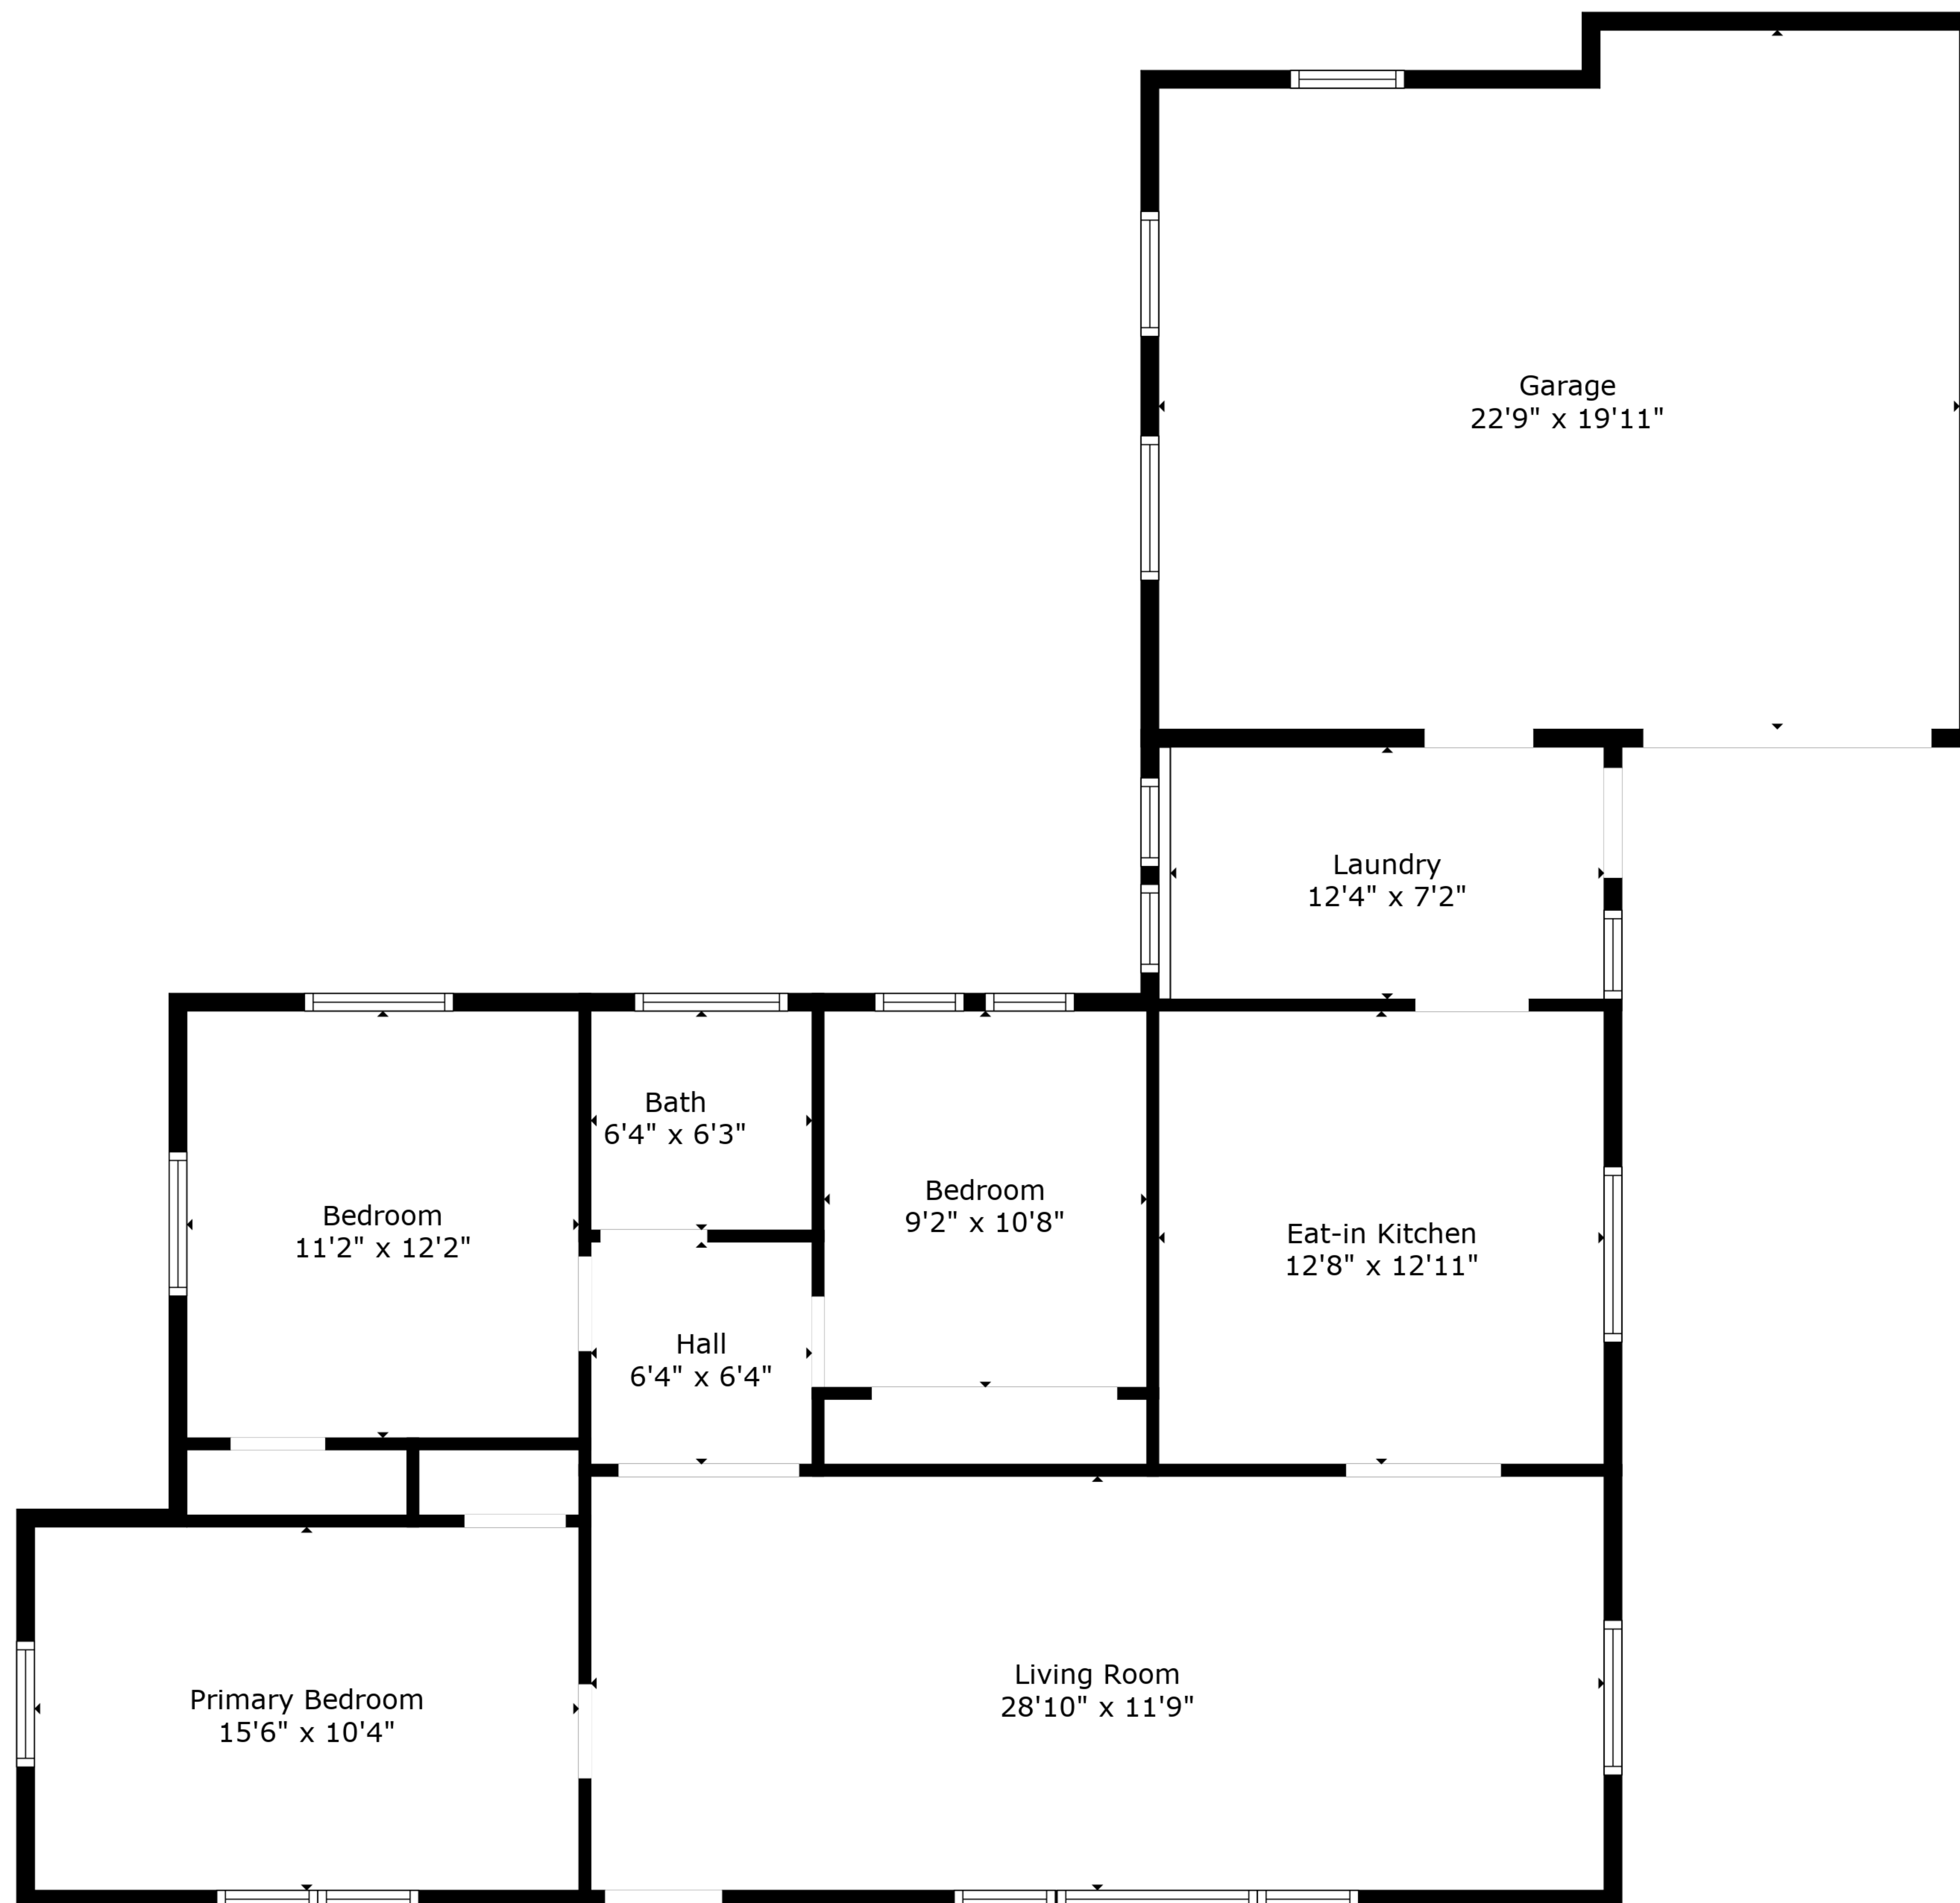 Garage
22'9" x 19'11"
Laundry
12'4" x 7'2"
Bath
6'4" x 6'3"
Bedroom
9'2" x 10'8"
Bedroom
11'2" x 12'2"
Eat-in Kitchen
12'8" x 12'11"
Hall
6'4" x 6'4"
Living Room
28'10" x 11'9"
Primary Bedroom
15'6" x 10'4"